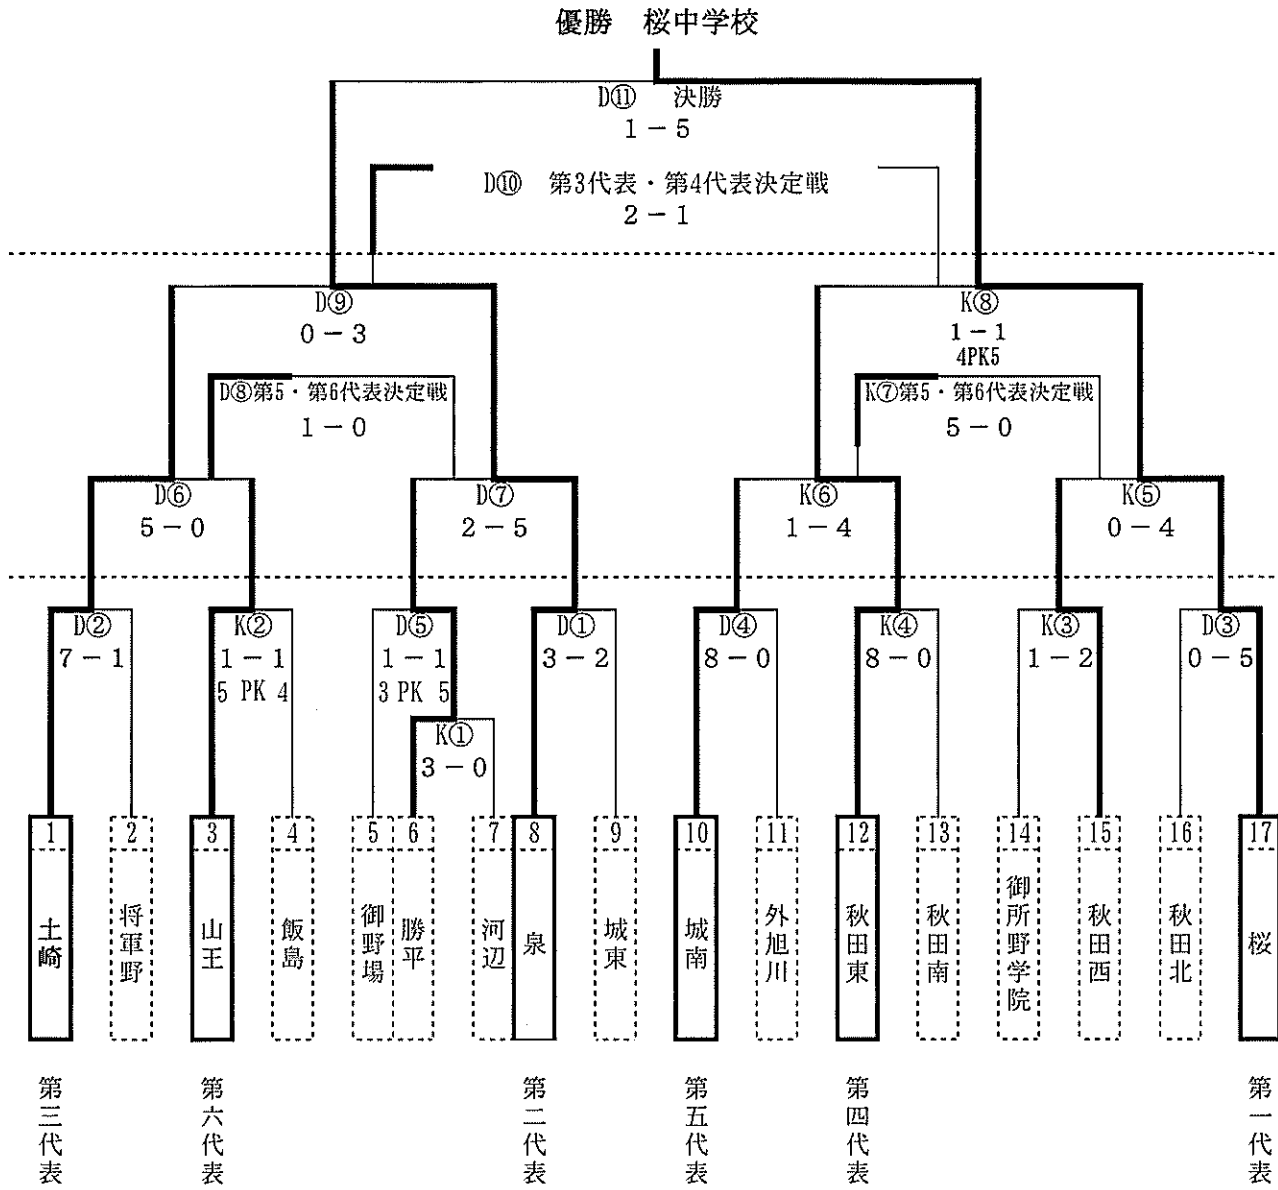 優勝　桜中学校
D⑪　決勝
1－5
D⑩　第3代表・第4代表決定戦
2－1
D⑨
0－3
K⑧
1－1
4PK5
D⑧第5・第6代表決定戦
1－0
K⑦第5・第6代表決定戦
5－0
D⑥
5－0
D⑦
2－5
K⑥
1－4
K⑤
0－4
D②
7－1
K②
1－1
5 PK 4
D⑤
1－1
3 PK 5
D①
3－2
D④
8－0
K④
8－0
K③
1－2
D③
0－5
K①
3－0
1
土崎
2
将軍野
3
山王
4
飯島
5
御野場
6
勝平
7
河辺
8
泉
9
城東
10
城南
11
外旭川
12
秋田東
13
秋田南
14
御所野学院
15
秋田西
16
秋田北
17
桜
第三代表
第六代表
第二代表
第五代表
第四代表
第一代表